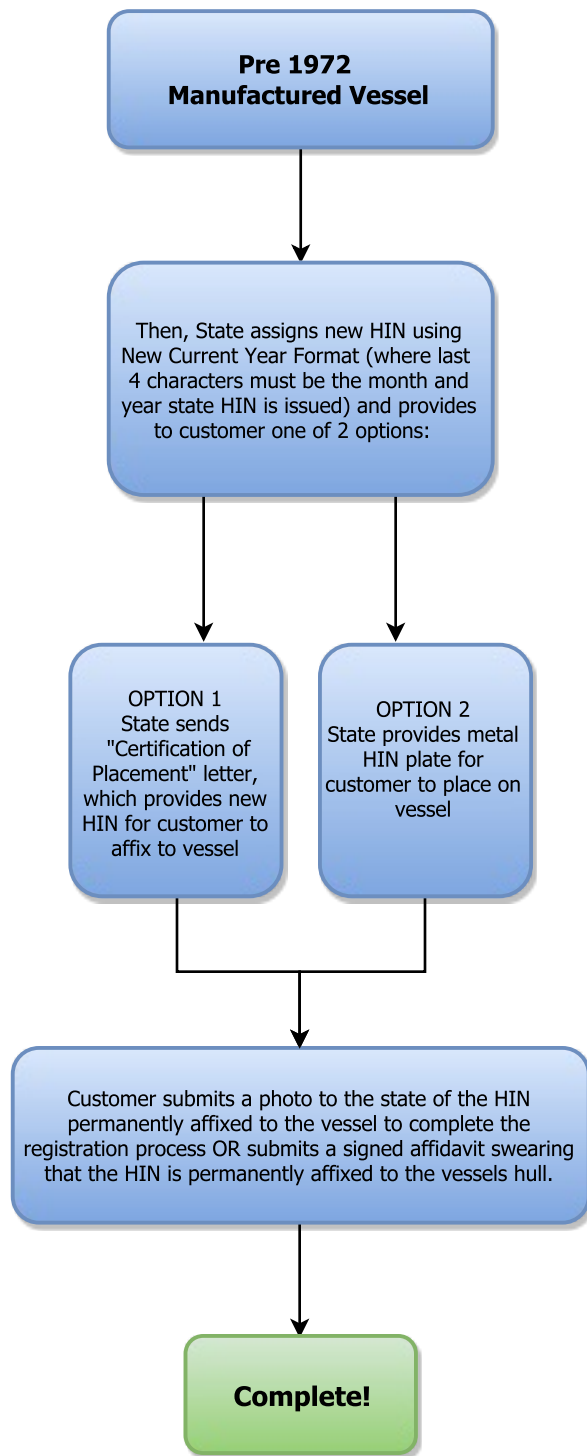 Pre 1972
Manufactured Vessel
Then, State assigns new HIN using
New Current Year Format (where last
4 characters must be the month and
year state HIN is issued) and provides
to customer one of 2 options:
OPTION 1
State sends
"Certification of
Placement" letter,
which provides new
HIN for customer to
affix to vessel
OPTION 2
State provides metal
HIN plate for
customer to place on
vessel
Customer submits a photo to the state of the HIN
permanently affixed to the vessel to complete the
registration process OR submits a signed affidavit swearing
that the HIN is permanently affixed to the vessels hull.
Complete!